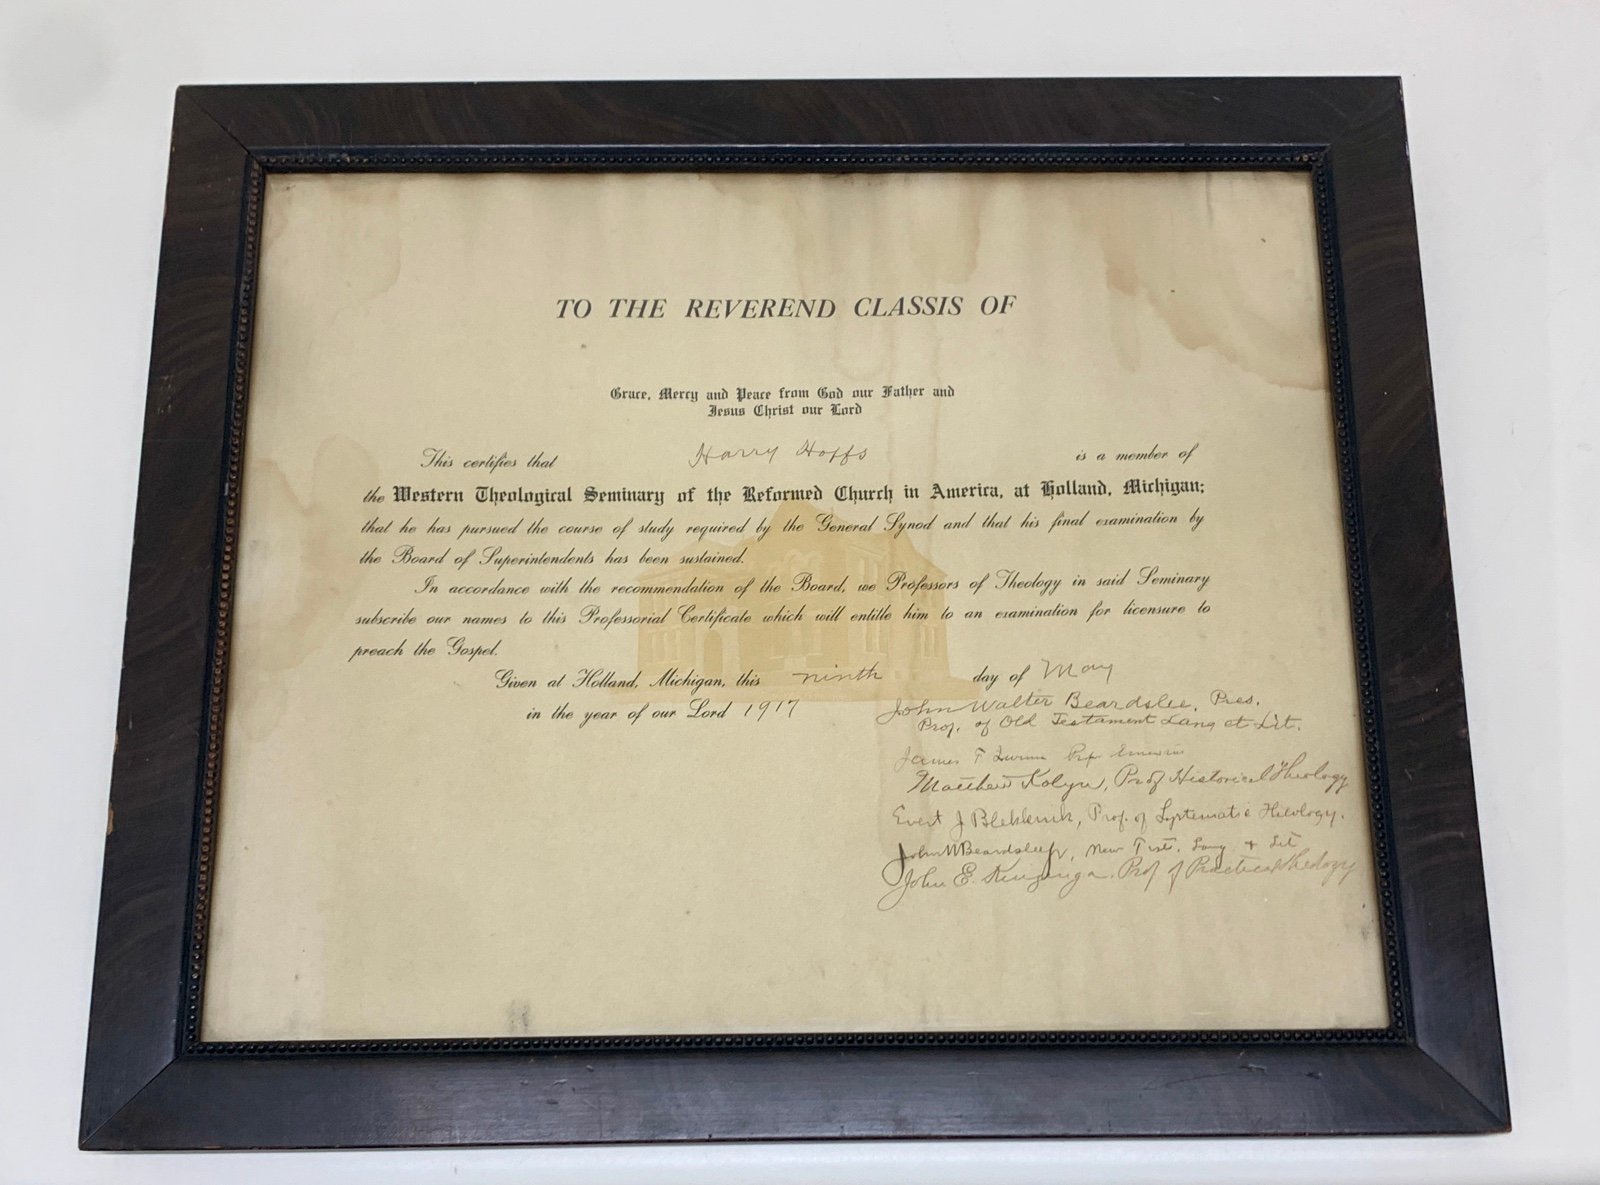 TO THE REVEREND CLASSIS OF
Grace, Mercy and Peace from God our Father and
Jesus Christ our Lord
This certifies that Harry Hoffs is a member of
the Western Theological Seminary of the Reformed Church in America, at Holland, Michigan;
that he has pursued the course of study required by the General Synod and that his final examination by
the Board of Superintendents has been sustained.
In accordance with the recommendation of the Board, we Professors of Theology in said Seminary
subscribe our names to this Professorial Certificate which will entitle him to an examination for licensure to
preach the Gospel.
Given at Holland, Michigan, this ninth day of May
in the year of our Lord 1917
John Walter Beardslee, Pres.
Prof. of Old Testament Lang et Lit.
James F Prof Emeritus
Matthew Kolyn, Prof Historical Theology
Evert J Blekkink, Prof. of Systematic Theology.
John W Beardslee Jr, New Test. Lang & Lit
John E. Kuizenga. Prof of Practical Theology